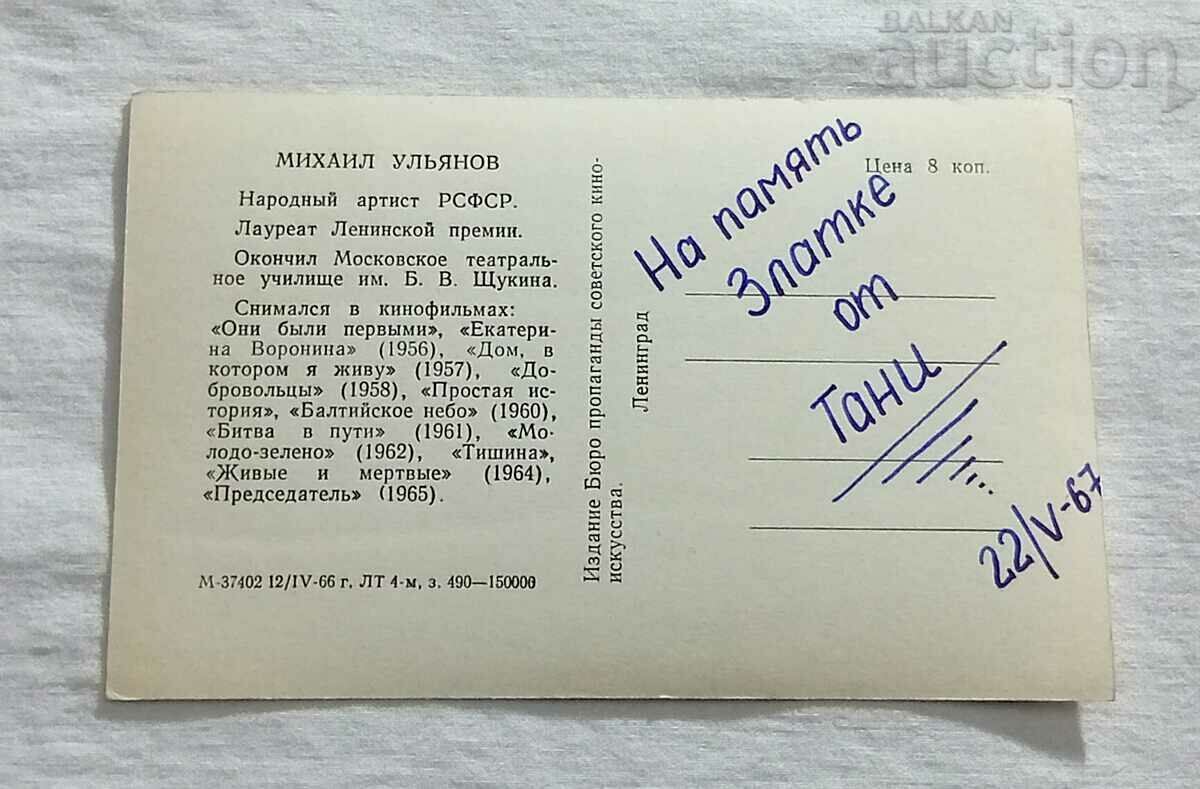 BALKAN
auction
МИХАИЛ УЛЬЯНОВ
Народный артист РСФСР.
Лауреат Ленинской премии.
Окончил Московское театраль-
ное училище им. Б. В. Щукина.
Снимался в кинофильмах:
«Они были первыми», «Екатери-
на Воронина» (1956), «Дом, в
котором я живу» (1957), «До-
бровольцы» (1958), «Простая ис-
тория», «Балтийское небо» (1960),
«Битва в пути» (1961), «Мо-
лодо-зелено» (1962), «Тишина»,
«Живые и мертвые» (1964),
«Председатель» (1965).
М-37402 12/IV-66 г. ЛТ 4-м, з. 490—150000
Издание Бюро пропаганды советского кино-
искусства.
Ленинград
Цена 8 коп.
На память
Златке
от
Тани
22/V-67